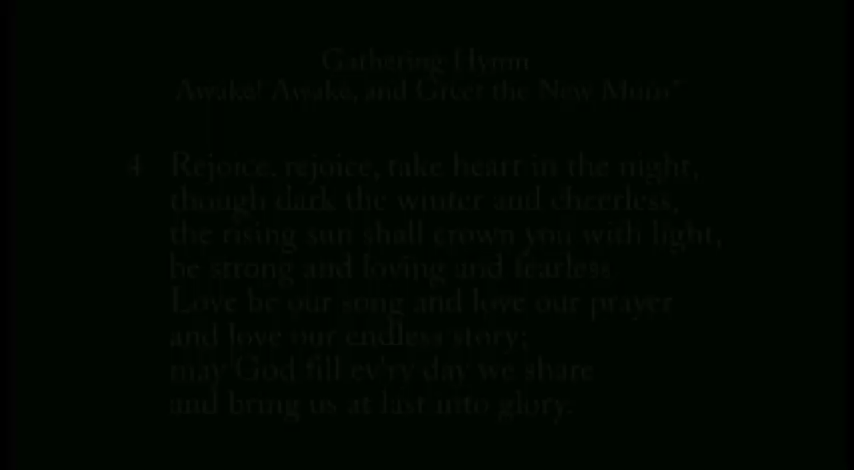 Gathering Hymn
Awake! Awake, and Greet the New Morn"
4 Rejoice, rejoice, take heart in the night,
though dark the winter and cheerless,
the rising sun shall crown you with light,
be strong and loving and fearless
Love be our song and love our prayer
and love our endless story;
may God fill ev'ry day we share
and bring us at last into glory.